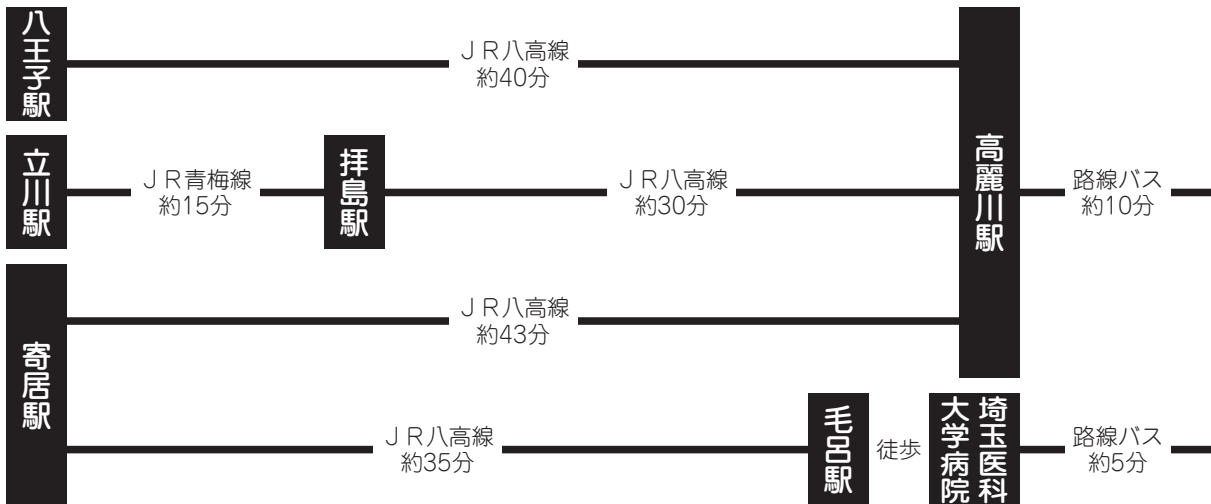 八王子駅
ＪＲ八高線
約40分
立川駅
ＪＲ青梅線
約15分
拝島駅
ＪＲ八高線
約30分
高麗川駅
路線バス
約10分
寄居駅
ＪＲ八高線
約43分
ＪＲ八高線
約35分
毛呂駅
徒歩
埼玉医科
大学病院
路線バス
約5分